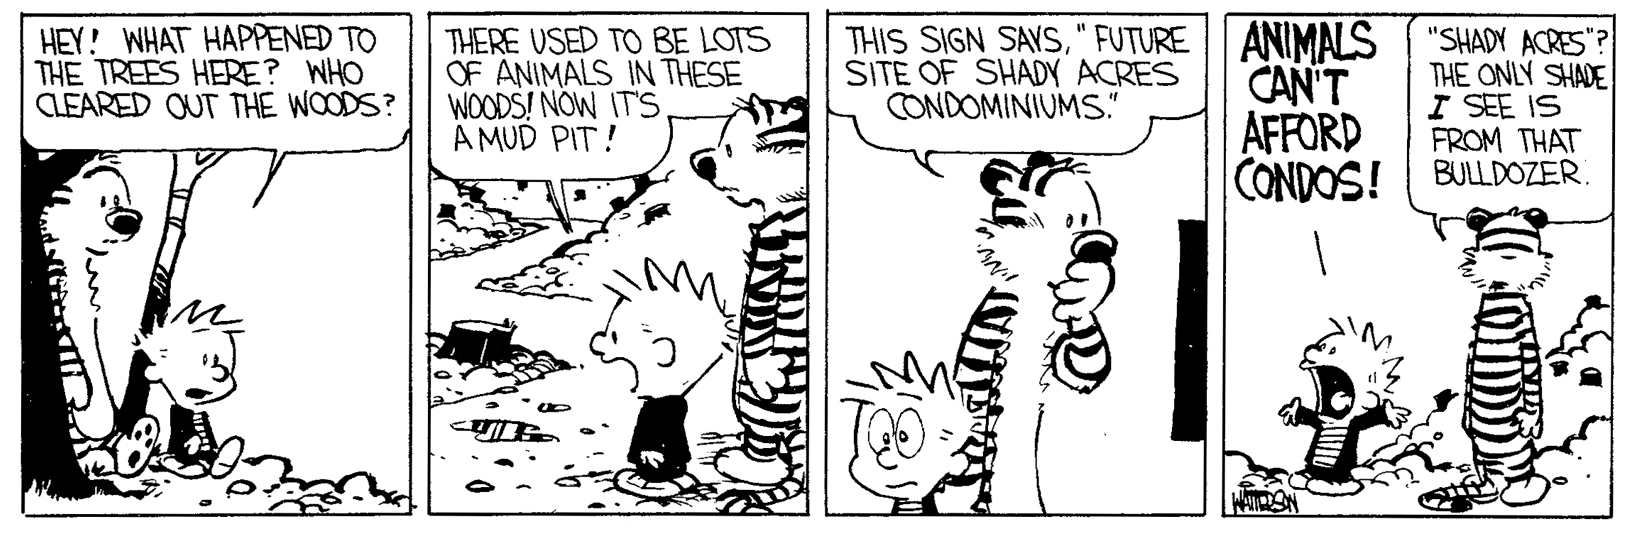 HEY! WHAT HAPPENED TO
THE TREES HERE? WHO
CLEARED OUT THE WOODS?
THERE USED TO BE LOTS
OF ANIMALS IN THESE
WOODS! NOW IT'S
A MUD PIT!
THIS SIGN SAYS, "FUTURE
SITE OF SHADY ACRES
CONDOMINIUMS."
ANIMALS
CAN'T
AFFORD
CONDOS!
"SHADY ACRES"?
THE ONLY SHADE
I SEE IS
FROM THAT
BULLDOZER.
WATTERSON